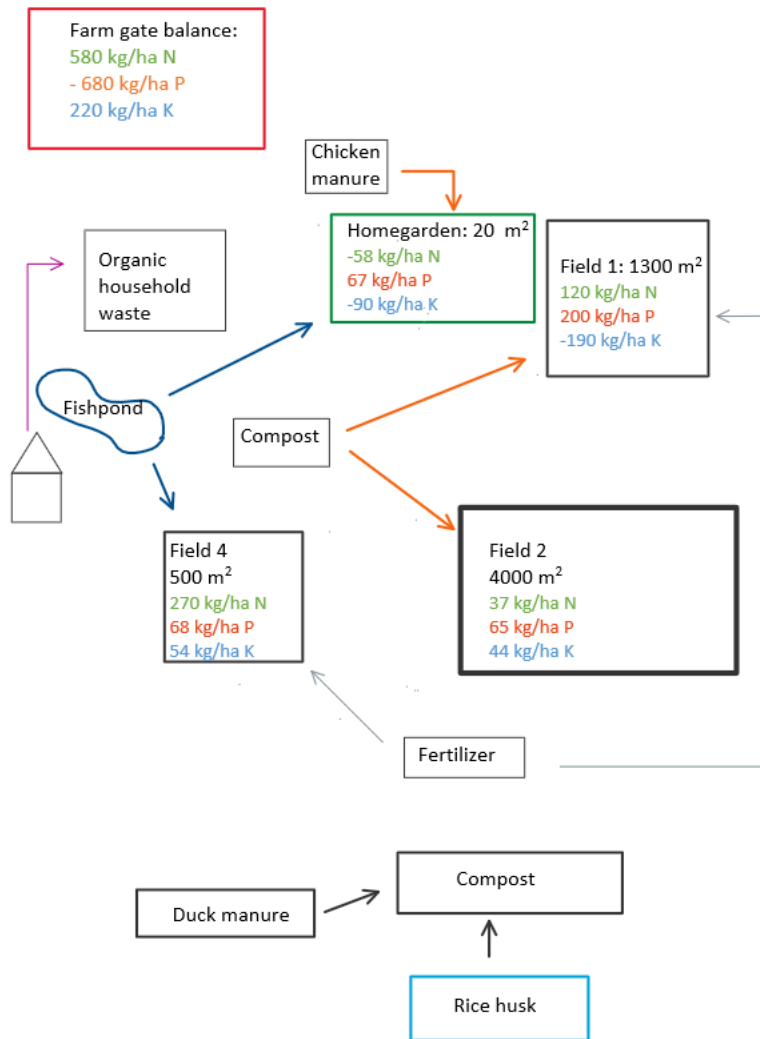 Farm gate balance:
580 kg/ha N
- 680 kg/ha P
220 kg/ha K
Chicken
manure
Homegarden: 20 m²
-58 kg/ha N
67 kg/ha P
-90 kg/ha K
Field 1: 1300 m²
120 kg/ha N
200 kg/ha P
-190 kg/ha K
Organic
household
waste
Fishpond
Compost
Field 4
500 m²
270 kg/ha N
68 kg/ha P
54 kg/ha K
Field 2
4000 m²
37 kg/ha N
65 kg/ha P
44 kg/ha K
Fertilizer
Compost
Duck manure
Rice husk